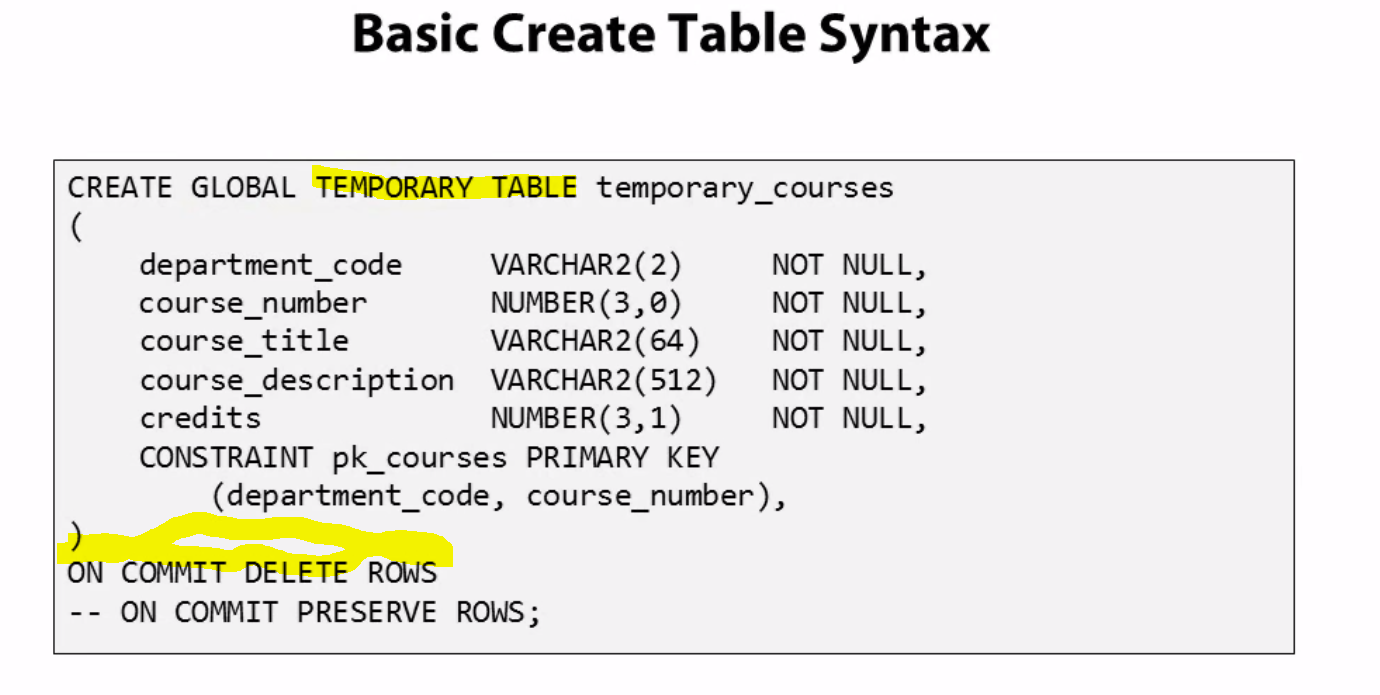 Basic Create Table Syntax
CREATE GLOBAL TEMPORARY TABLE temporary_courses
(
department_code VARCHAR2(2) NOT NULL,
course_number NUMBER(3,0) NOT NULL,
course_title VARCHAR2(64) NOT NULL,
course_description VARCHAR2(512) NOT NULL,
credits NUMBER(3,1) NOT NULL,
CONSTRAINT pk_courses PRIMARY KEY
(department_code, course_number),
)
ON COMMIT DELETE ROWS
-- ON COMMIT PRESERVE ROWS;